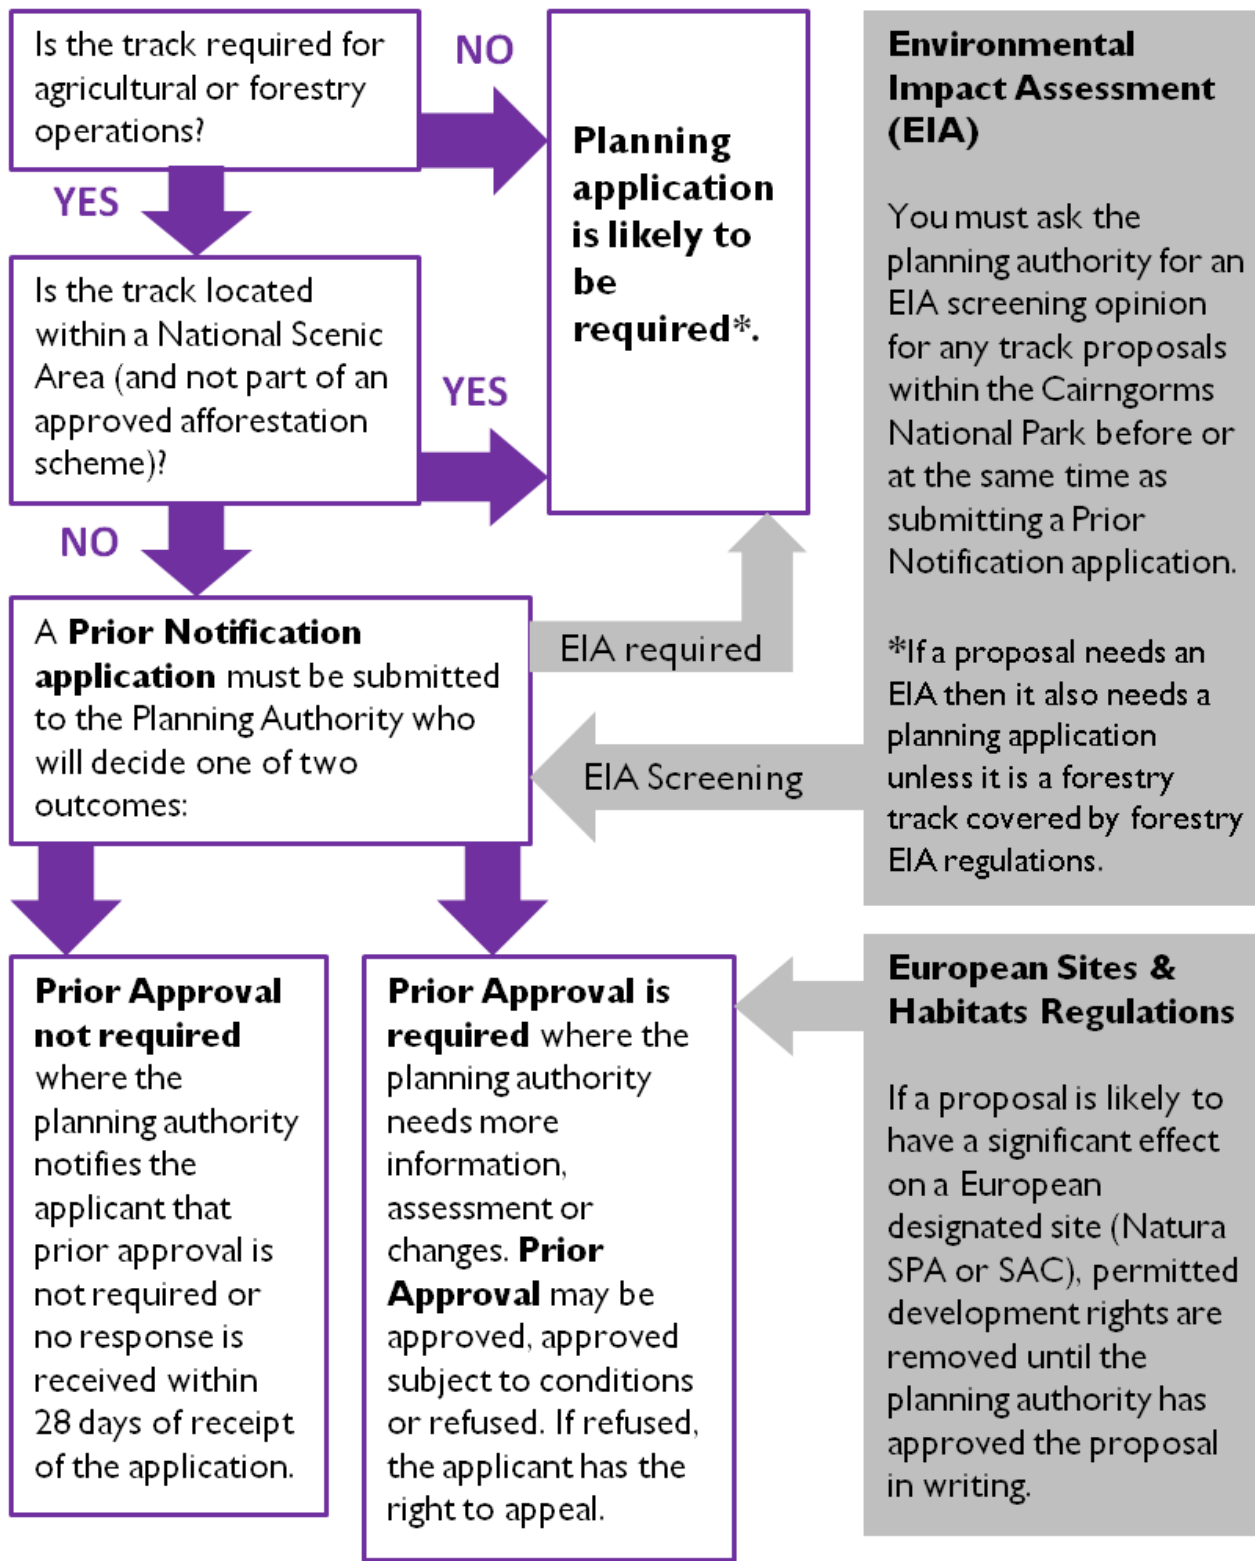 Is the track required for
agricultural or forestry
operations?
NO
YES
Planning
application
is likely to
be
required*.
Is the track located
within a National Scenic
Area (and not part of an
approved afforestation
scheme)?
YES
NO
A Prior Notification
application must be submitted
to the Planning Authority who
will decide one of two
outcomes:
EIA required
EIA Screening
Prior Approval
not required
where the
planning authority
notifies the
applicant that
prior approval is
not required or
no response is
received within
28 days of receipt
of the application.
Prior Approval is
required where the
planning authority
needs more
information,
assessment or
changes. Prior
Approval may be
approved, approved
subject to conditions
or refused. If refused,
the applicant has the
right to appeal.
Environmental
Impact Assessment
(EIA)
You must ask the
planning authority for an
EIA screening opinion
for any track proposals
within the Cairngorms
National Park before or
at the same time as
submitting a Prior
Notification application.
*If a proposal needs an
EIA then it also needs a
planning application
unless it is a forestry
track covered by forestry
EIA regulations.
European Sites &
Habitats Regulations
If a proposal is likely to
have a significant effect
on a European
designated site (Natura
SPA or SAC), permitted
development rights are
removed until the
planning authority has
approved the proposal
in writing.